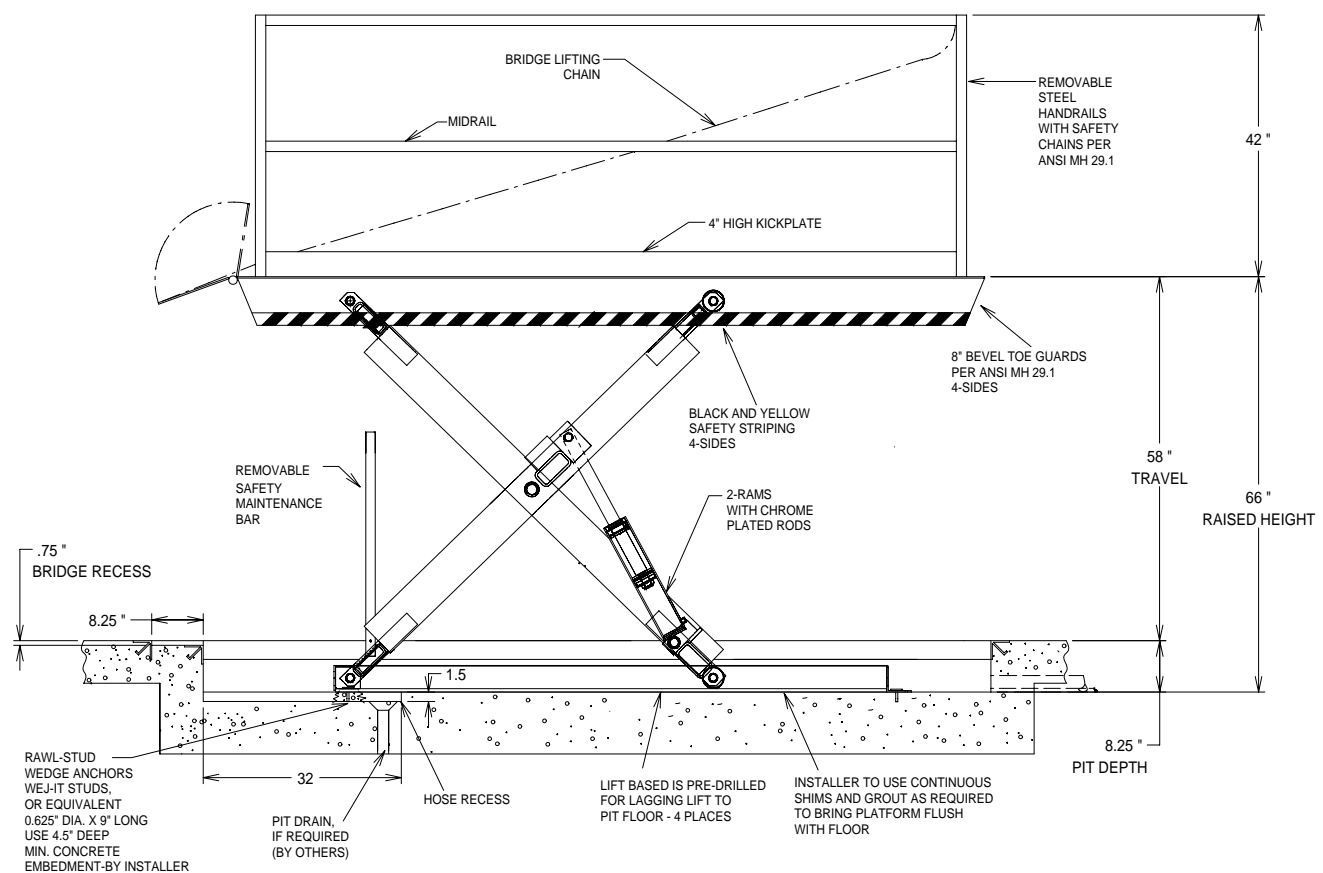 BRIDGE LIFTING
CHAIN
REMOVABLE
STEEL
HANDRAILS
WITH SAFETY
CHAINS PER
ANSI MH 29.1
42 "
MIDRAIL
4" HIGH KICKPLATE
8" BEVEL TOE GUARDS
PER ANSI MH 29.1
4-SIDES
BLACK AND YELLOW
SAFETY STRIPING
4-SIDES
58 "
TRAVEL
66 "
RAISED HEIGHT
REMOVABLE
SAFETY
MAINTENANCE
BAR
2-RAMS
WITH CHROME
PLATED RODS
.75 "
BRIDGE RECESS
8.25 "
1.5
RAWL-STUD
WEDGE ANCHORS
WEJ-IT STUDS,
OR EQUIVALENT
0.625" DIA. X 9" LONG
USE 4.5" DEEP
MIN. CONCRETE
EMBEDMENT-BY INSTALLER
32
PIT DRAIN,
IF REQUIRED
(BY OTHERS)
HOSE RECESS
LIFT BASED IS PRE-DRILLED
FOR LAGGING LIFT TO
PIT FLOOR - 4 PLACES
INSTALLER TO USE CONTINUOUS
SHIMS AND GROUT AS REQUIRED
TO BRING PLATFORM FLUSH
WITH FLOOR
8.25 "
PIT DEPTH